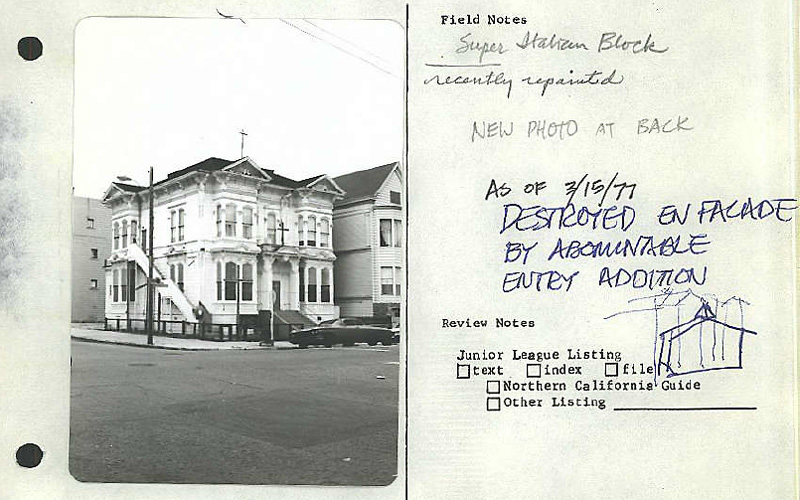 Field Notes
Super Italian Block
recently repainted
NEW PHOTO AT BACK
AS OF 3/15/77
DESTROYED EN FACADE
BY ABOMINTABLE
ENTRY ADDITION
Review Notes
Junior League Listing
text index file
Northern California Guide
Other Listing